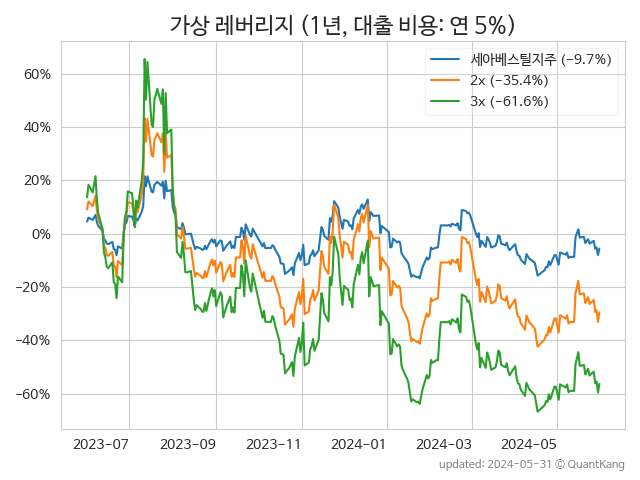 가상 레버리지 (1년, 대출 비용: 연 5%)
세아베스틸지주 (−9.7%)
2x (−35.4%)
3x (−61.6%)
60%
40%
20%
0%
−20%
−40%
−60%
2023-07
2023-09
2023-11
2024-01
2024-03
2024-05
updated: 2024-05-31 © QuantKang